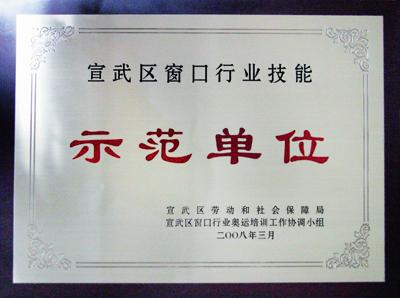 宣武区窗口行业技能
示范单位
宣武区劳动和社会保障局
宣武区窗口行业奥运培训工作协调小组
二〇〇八年三月